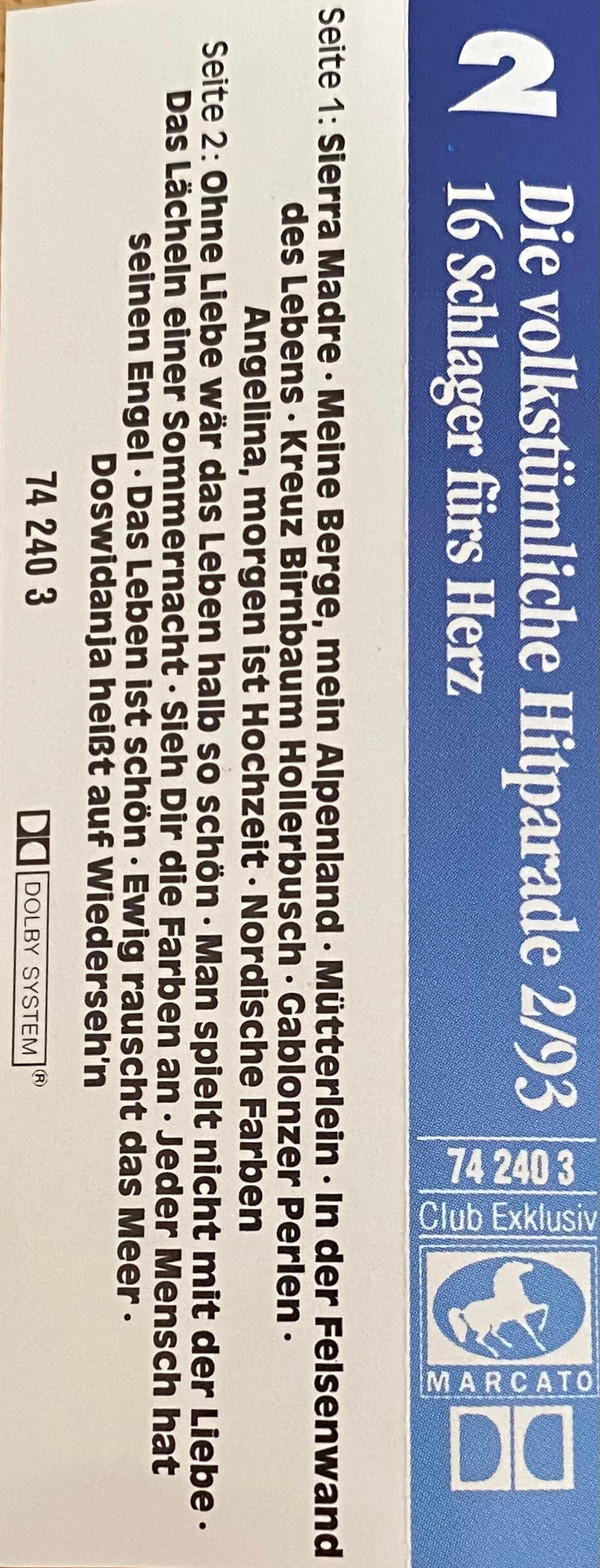 2
Die volkstümliche Hitparade 2/93
16 Schlager fürs Herz
74 240 3
Club Exklusiv
MARCATO
Seite 1: Sierra Madre · Meine Berge, mein Alpenland · Mütterlein · In der Felsenwand
des Lebens · Kreuz Birnbaum Hollerbusch · Gablonzer Perlen ·
Angelina, morgen ist Hochzeit · Nordische Farben
Seite 2: Ohne Liebe wär das Leben halb so schön · Man spielt nicht mit der Liebe ·
Das Lächeln einer Sommernacht · Sieh Dir die Farben an · Jeder Mensch hat
seinen Engel · Das Leben ist schön · Ewig rauscht das Meer ·
Doswidanja heißt auf Wiederseh'n
74 240 3
DOLBY SYSTEM ®